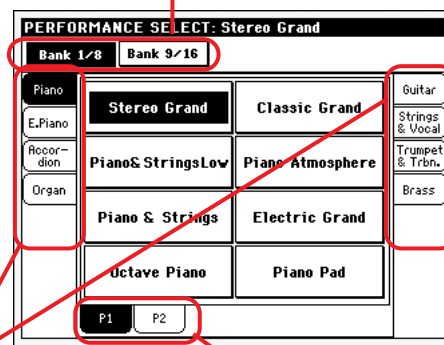 PERFORMANCE SELECT: Stereo Grand
Bank 1/8 Bank 9/16
Piano
E.Piano
Accor-
dion
Organ
Stereo Grand Classic Grand
Piano& StringsLow Piano Atmosphere
Piano & Strings Electric Grand
Octave Piano Piano Pad
Guitar
Strings
& Vocal
Trumpet
& Trbn.
Brass
P1 P2